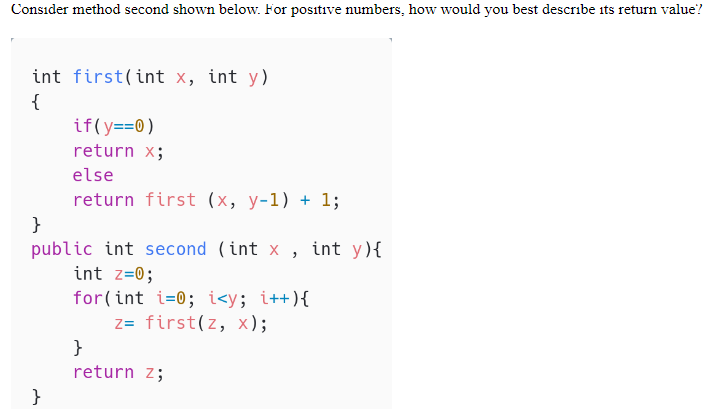 Consider method second shown below. For positive numbers, how would you best describe its return value?
int first(int x, int y)
{
if(y==0)
return x;
else
return first (x, y-1) + 1;
}
public int second (int x , int y){
int z=0;
for(int i=0; i<y; i++){
z= first(z, x);
}
return z;
}